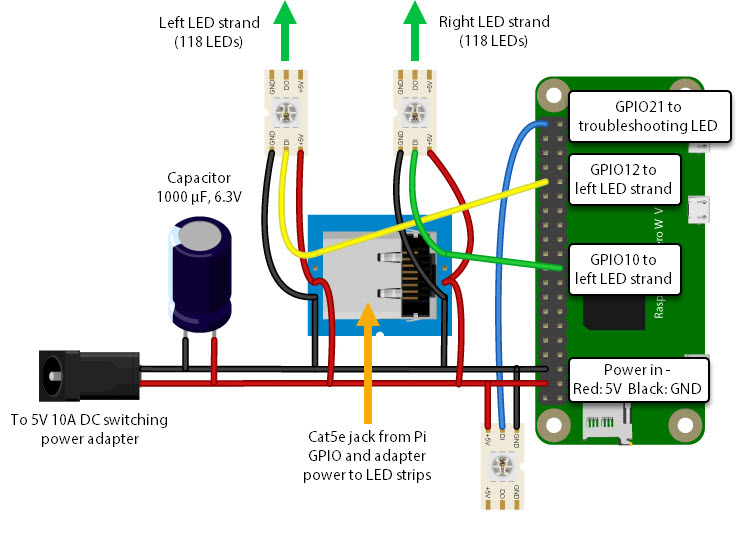 Left LED strand
(118 LEDs)
Right LED strand
(118 LEDs)
GND
DO
+5V
GND
DI
+5V
GND
DO
+5V
GND
DI
+5V
GPIO21 to
troubleshooting LED
GPIO12 to
left LED strand
GPIO10 to
left LED strand
Power in -
Red: 5V Black: GND
Capacitor
1000 µF, 6.3V
To 5V 10A DC switching
power adapter
Cat5e jack from Pi
GPIO and adapter
power to LED strips
+5V
DI
GND
+5V
DO
GND